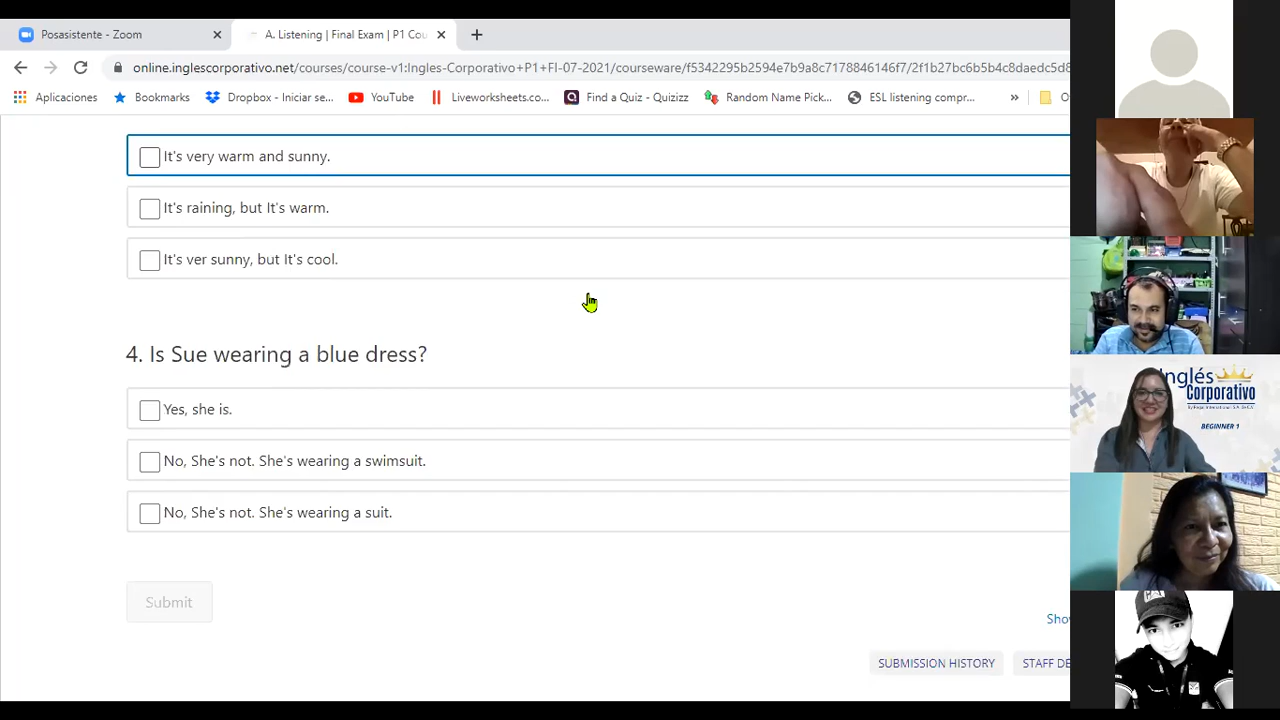 Posasistente - Zoom
A. Listening | Final Exam | P1 Cou
online.inglescorporativo.net/courses/course-v1:Ingles-Corporativo+P1+FI-07-2021/courseware/f5342295b2594e7b9a8c7178846146f7/2f1b27bc6b5b4c8daedc5d8
Aplicaciones Bookmarks Dropbox - Iniciar se... YouTube Liveworksheets.co... Find a Quiz - Quizizz Random Name Pick... ESL listening compr... » O
It's very warm and sunny.
It's raining, but It's warm.
It's ver sunny, but It's cool.
4. Is Sue wearing a blue dress?
Yes, she is.
No, She's not. She's wearing a swimsuit.
No, She's not. She's wearing a suit.
Submit
Sho
SUBMISSION HISTORY
STAFF DE
Inglés
Corporativo
BEGINNER 1